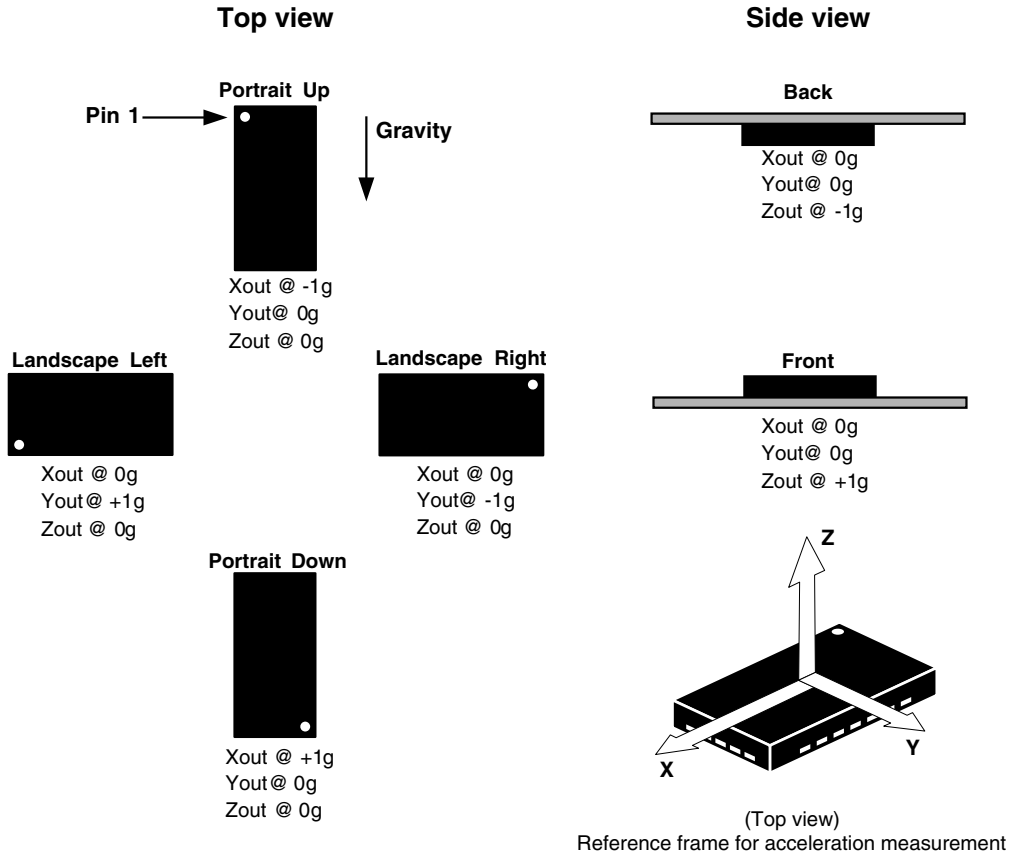 Top view
Portrait Up
Pin 1
Gravity
Xout @ -1g
Yout@ 0g
Zout @ 0g
Landscape Left
Xout @ 0g
Yout@ +1g
Zout @ 0g
Landscape Right
Xout @ 0g
Yout@ -1g
Zout @ 0g
Portrait Down
Xout @ +1g
Yout@ 0g
Zout @ 0g
Side view
Back
Xout @ 0g
Yout@ 0g
Zout @ -1g
Front
Xout @ 0g
Yout@ 0g
Zout @ +1g
Z
X
Y
(Top view)
Reference frame for acceleration measurement